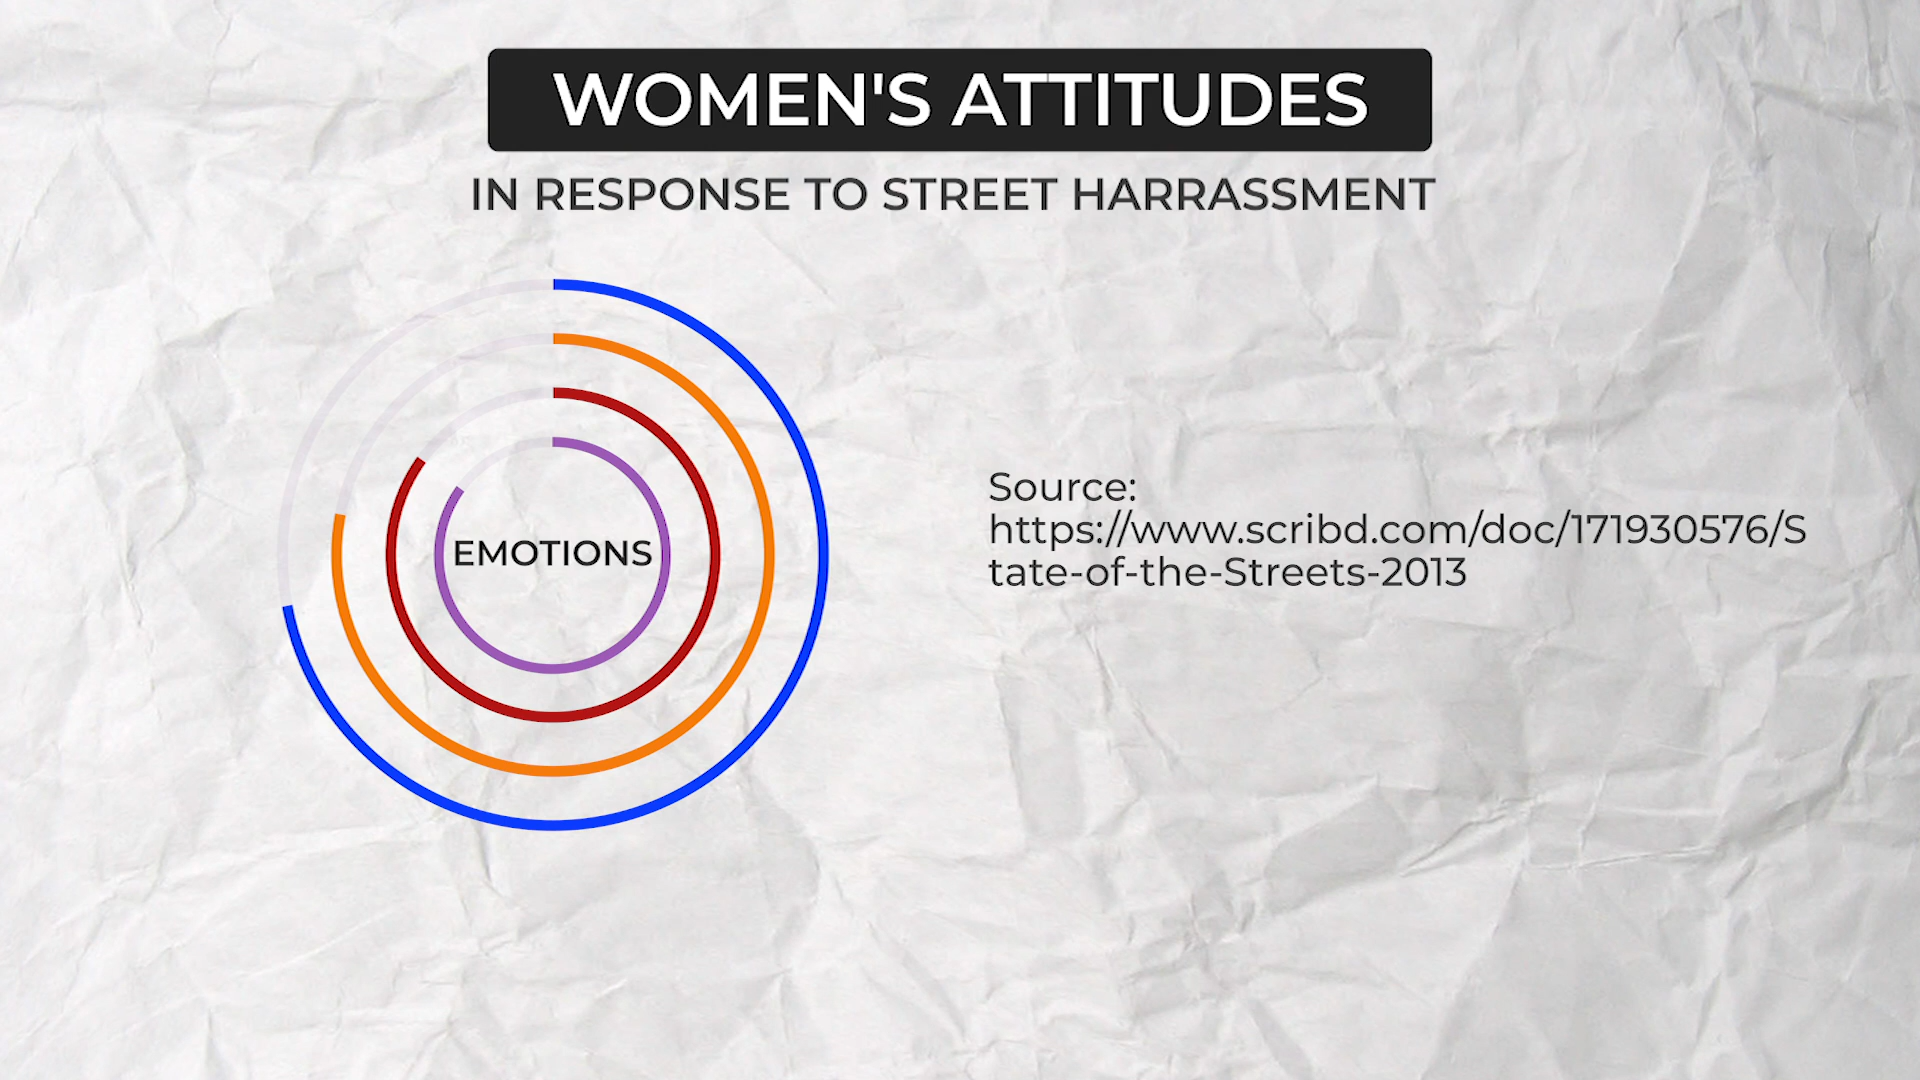 WOMEN'S ATTITUDES
IN RESPONSE TO STREET HARRASSMENT
EMOTIONS
Source:
https://www.scribd.com/doc/171930576/S
tate-of-the-Streets-2013